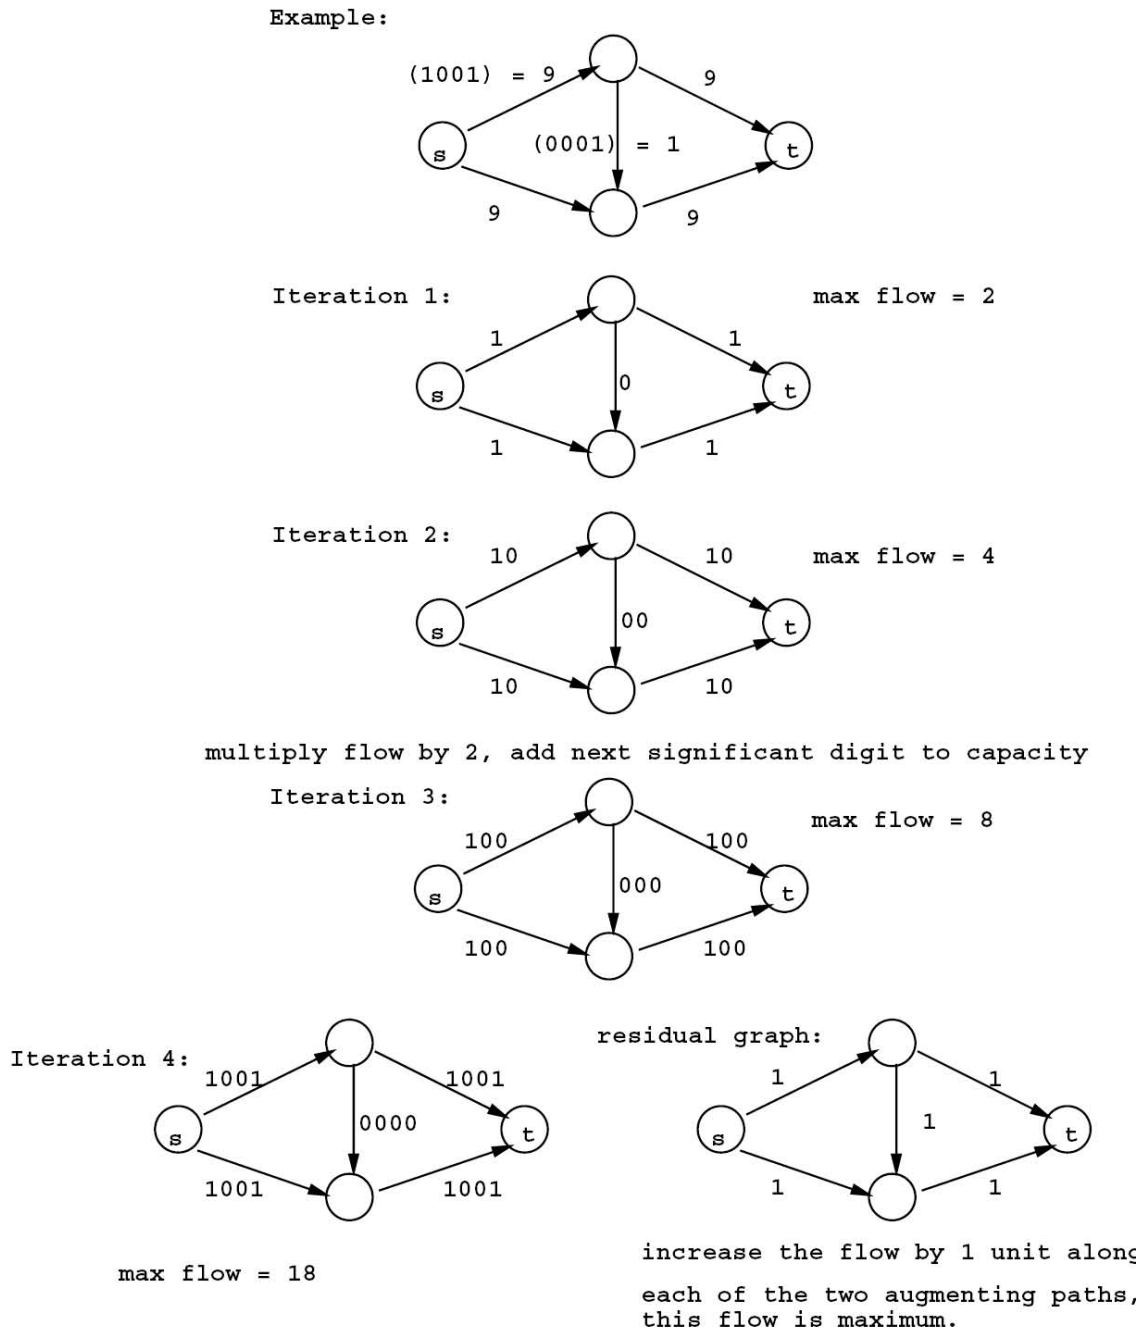 Example:
(1001) = 9
9
s
(0001) = 1
t
9
9
Iteration 1:
max flow = 2
1
1
s
0
t
1
1
Iteration 2:
max flow = 4
10
10
s
00
t
10
10
multiply flow by 2, add next significant digit to capacity
Iteration 3:
max flow = 8
100
100
s
000
t
100
100
Iteration 4:
1001
1001
s
0000
t
1001
1001
max flow = 18
residual graph:
1
1
s
1
t
1
1
increase the flow by 1 unit along
each of the two augmenting paths,
this flow is maximum.